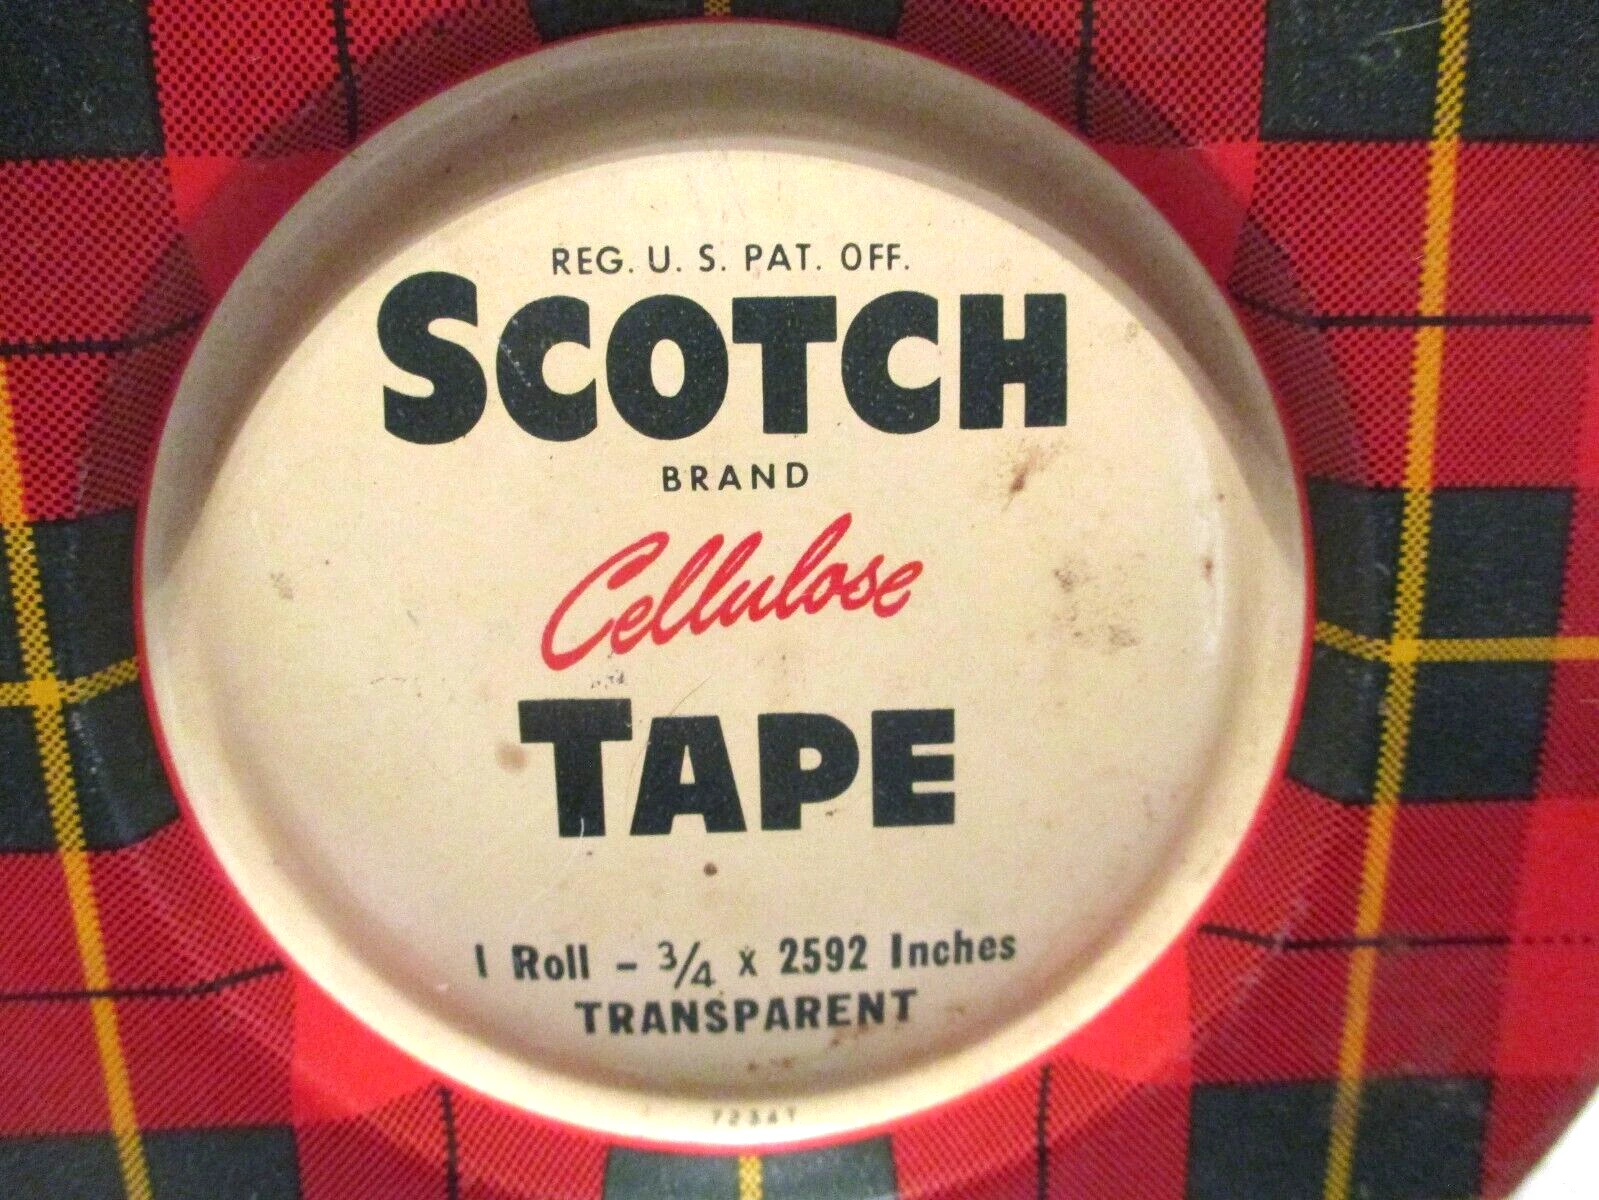 REG. U. S. PAT. OFF.
SCOTCH
BRAND
Cellulose
TAPE
1 Roll – 3/4 x 2592 Inches
TRANSPARENT